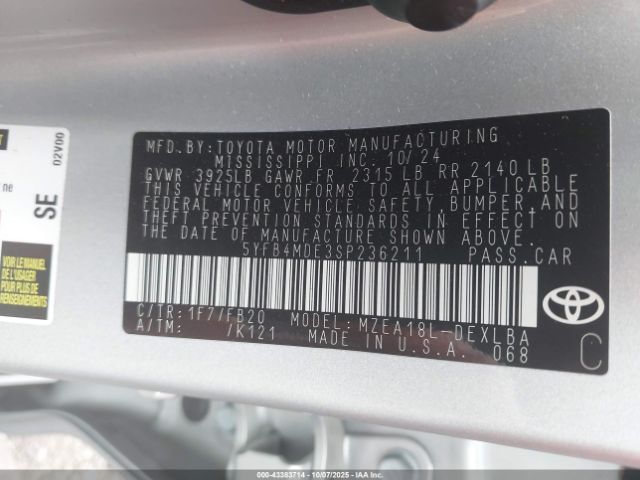 MFD.BY:TOYOTA MOTOR MANUFACTURING
MISSISSIPPI INC. 10/24
GVWR 3925LB GAWR FR 2315 LB RR 2140 LB
THIS VEHICLE CONFORMS TO ALL APPLICABLE
FEDERAL MOTOR VEHICLE SAFETY, BUMPER, AND
THEFT PREVENTION STANDARDS IN EFFECT ON
THE DATE OF MANUFACTURE SHOWN ABOVE.
5YFB4MDE3SP236211 PASS.CAR
C/TR:1F7/FB20 MODEL:MZEA18L-DEXLBA
A/TM: /K121 MADE IN U.S.A. 068
TOYOTA
C
02V00
SE
ne
VOIR LE MANUEL
DE L'USAGER
POUR PLUS DE
RENSEIGNEMENTS
000-43383714 - 10/07/2025 - IAA Inc.